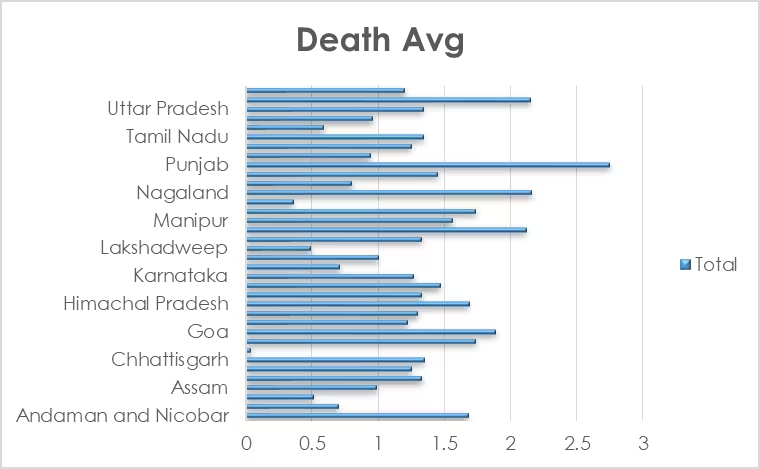 Death Avg
Uttar Pradesh
Tamil Nadu
Punjab
Nagaland
Manipur
Lakshadweep
Karnataka
Himachal Pradesh
Goa
Chhattisgarh
Assam
Andaman and Nicobar
0 0.5 1 1.5 2 2.5 3
Total